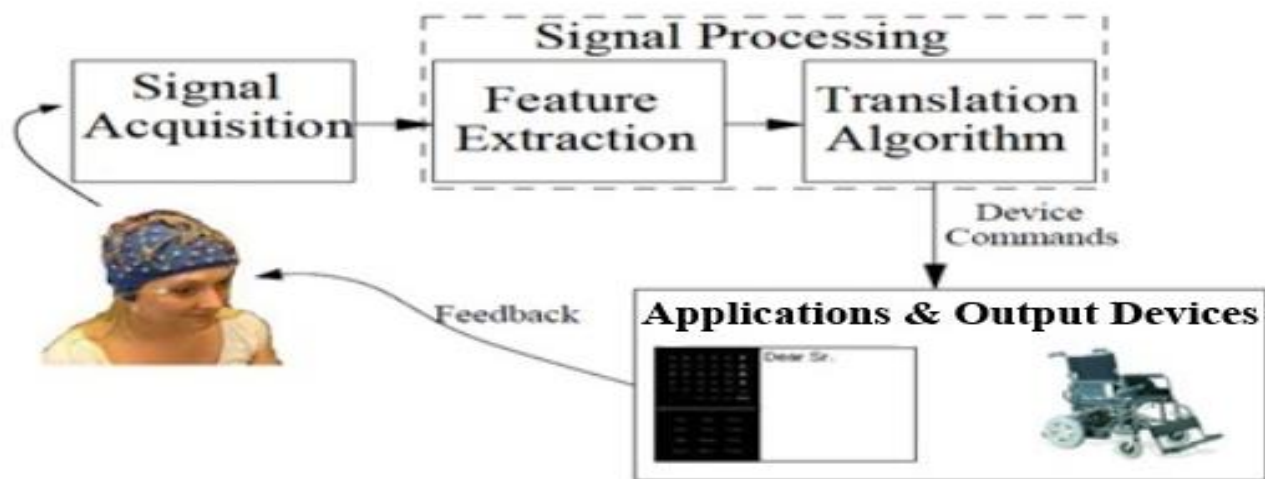 Signal Processing
Signal
Acquisition
Feature
Extraction
Translation
Algorithm
Device
Commands
Feedback
Applications & Output Devices
Dear Sr.